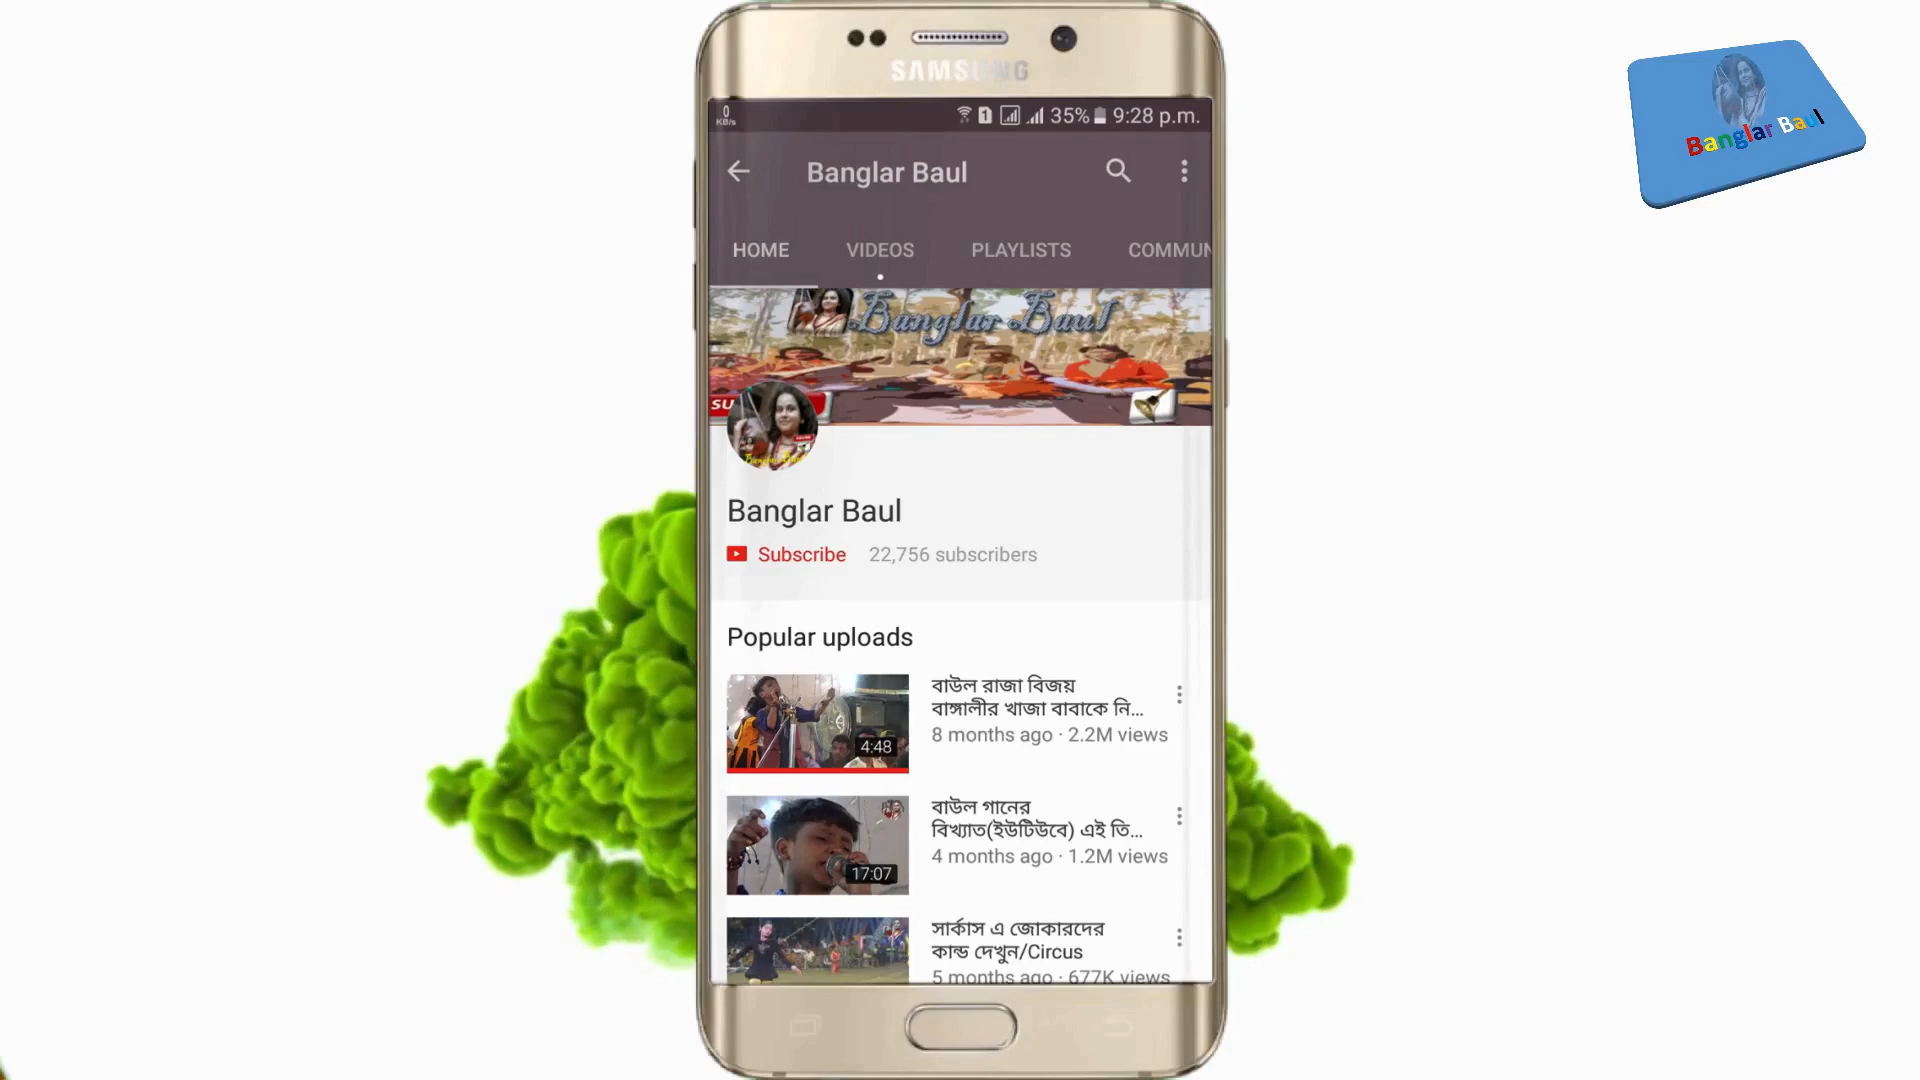 SAMSUNG
0
KB/s
1
35%
9:28 p.m.
Banglar Baul
Banglar Baul
HOME
VIDEOS
PLAYLISTS
COMMUN
Banglar Baul
SU
Banglar Baul
Subscribe
22,756 subscribers
Popular uploads
বাউল রাজা বিজয়
বাঙ্গালীর খাজা বাবাকে নি...
8 months ago · 2.2M views
4:48
বাউল গানের
বিখ্যাত(ইউটিউবে) এই তি...
4 months ago · 1.2M views
17:07
সার্কাস এ জোকারদের
কান্ড দেখুন/Circus
5 months ago · 677K views